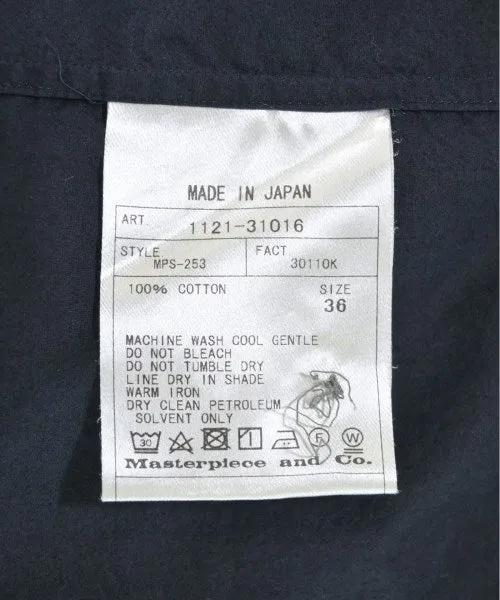 MADE IN JAPAN
ART. 1121-31016
STYLE FACT
MPS-253 30110K
100% COTTON SIZE
36
MACHINE WASH COOL GENTLE
DO NOT BLEACH
DO NOT TUMBLE DRY
LINE DRY IN SHADE
WARM IRON
DRY CLEAN PETROLEUM
SOLVENT ONLY
30 F W
Masterpiece and Co.